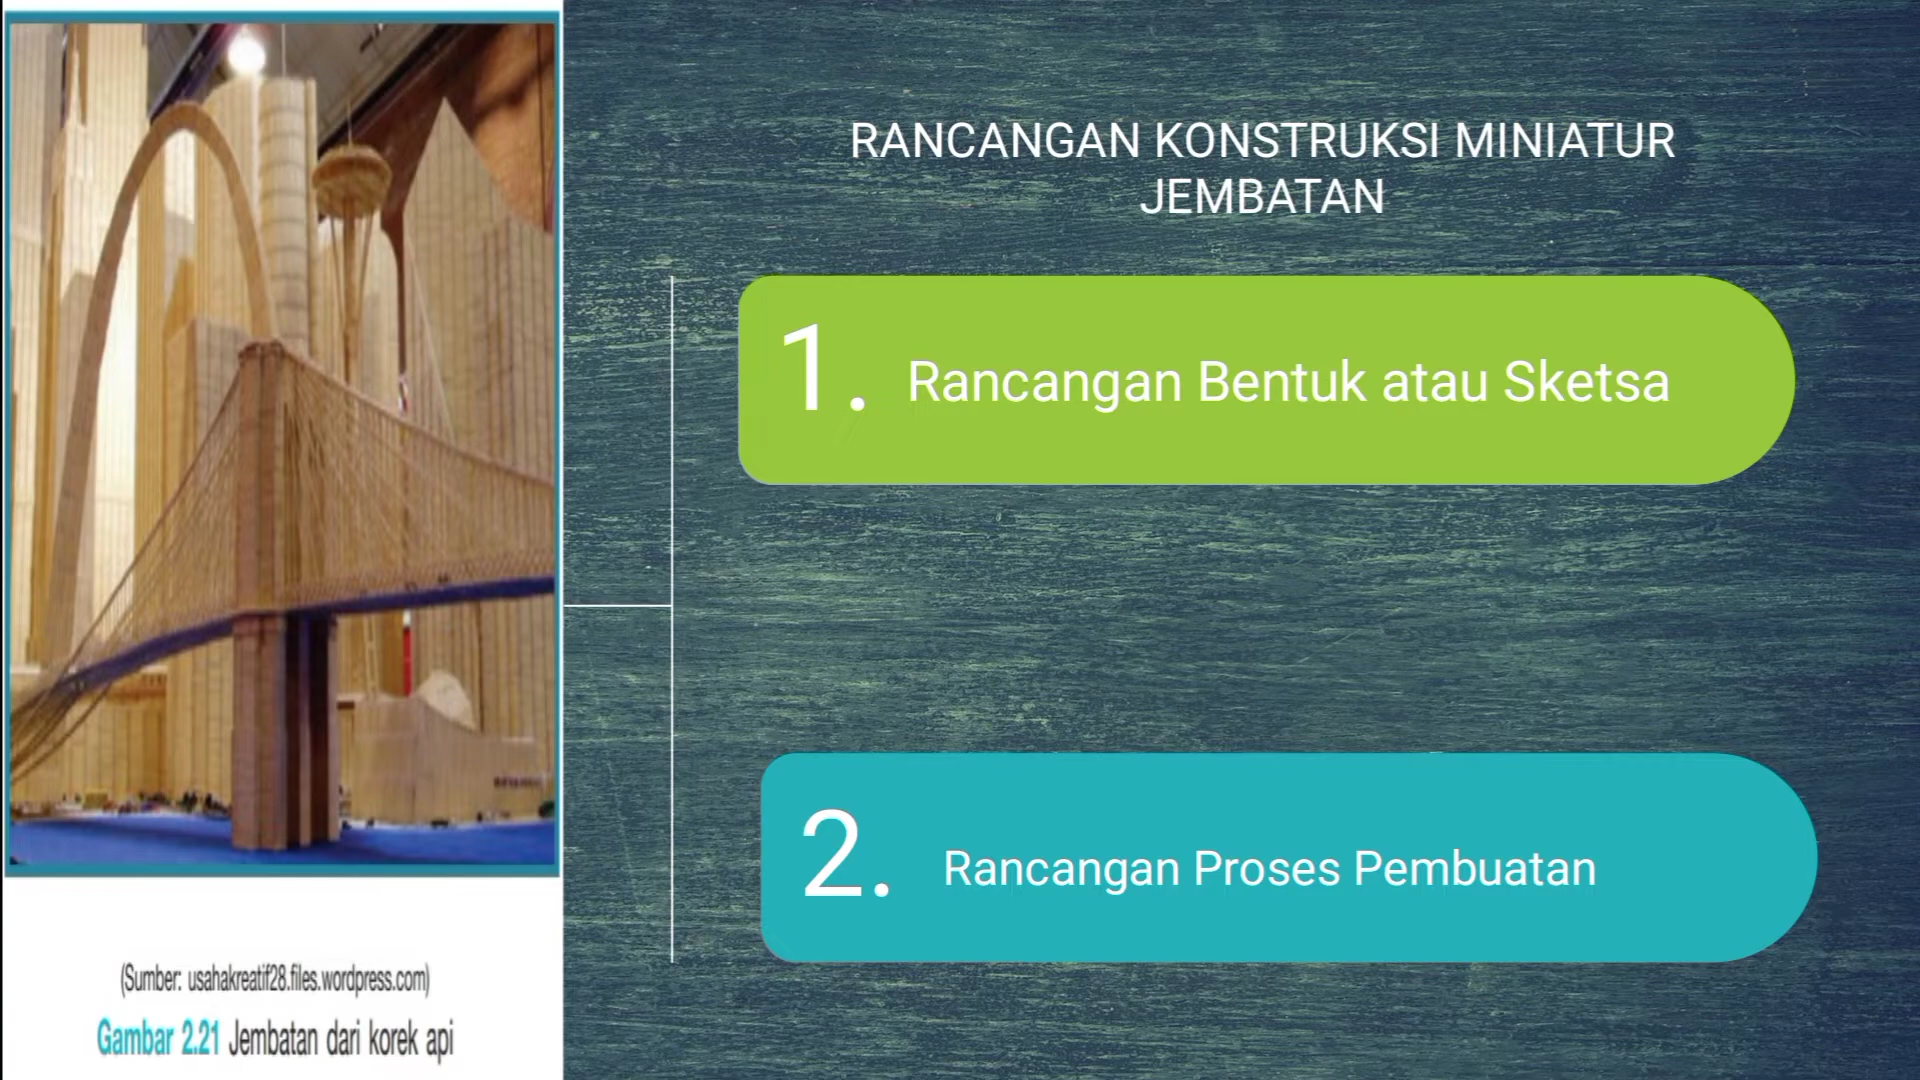 RANCANGAN KONSTRUKSI MINIATUR
JEMBATAN
1. Rancangan Bentuk atau Sketsa
2. Rancangan Proses Pembuatan
(Sumber: usahakreatif28.files.wordpress.com)
Gambar 2.21 Jembatan dari korek api